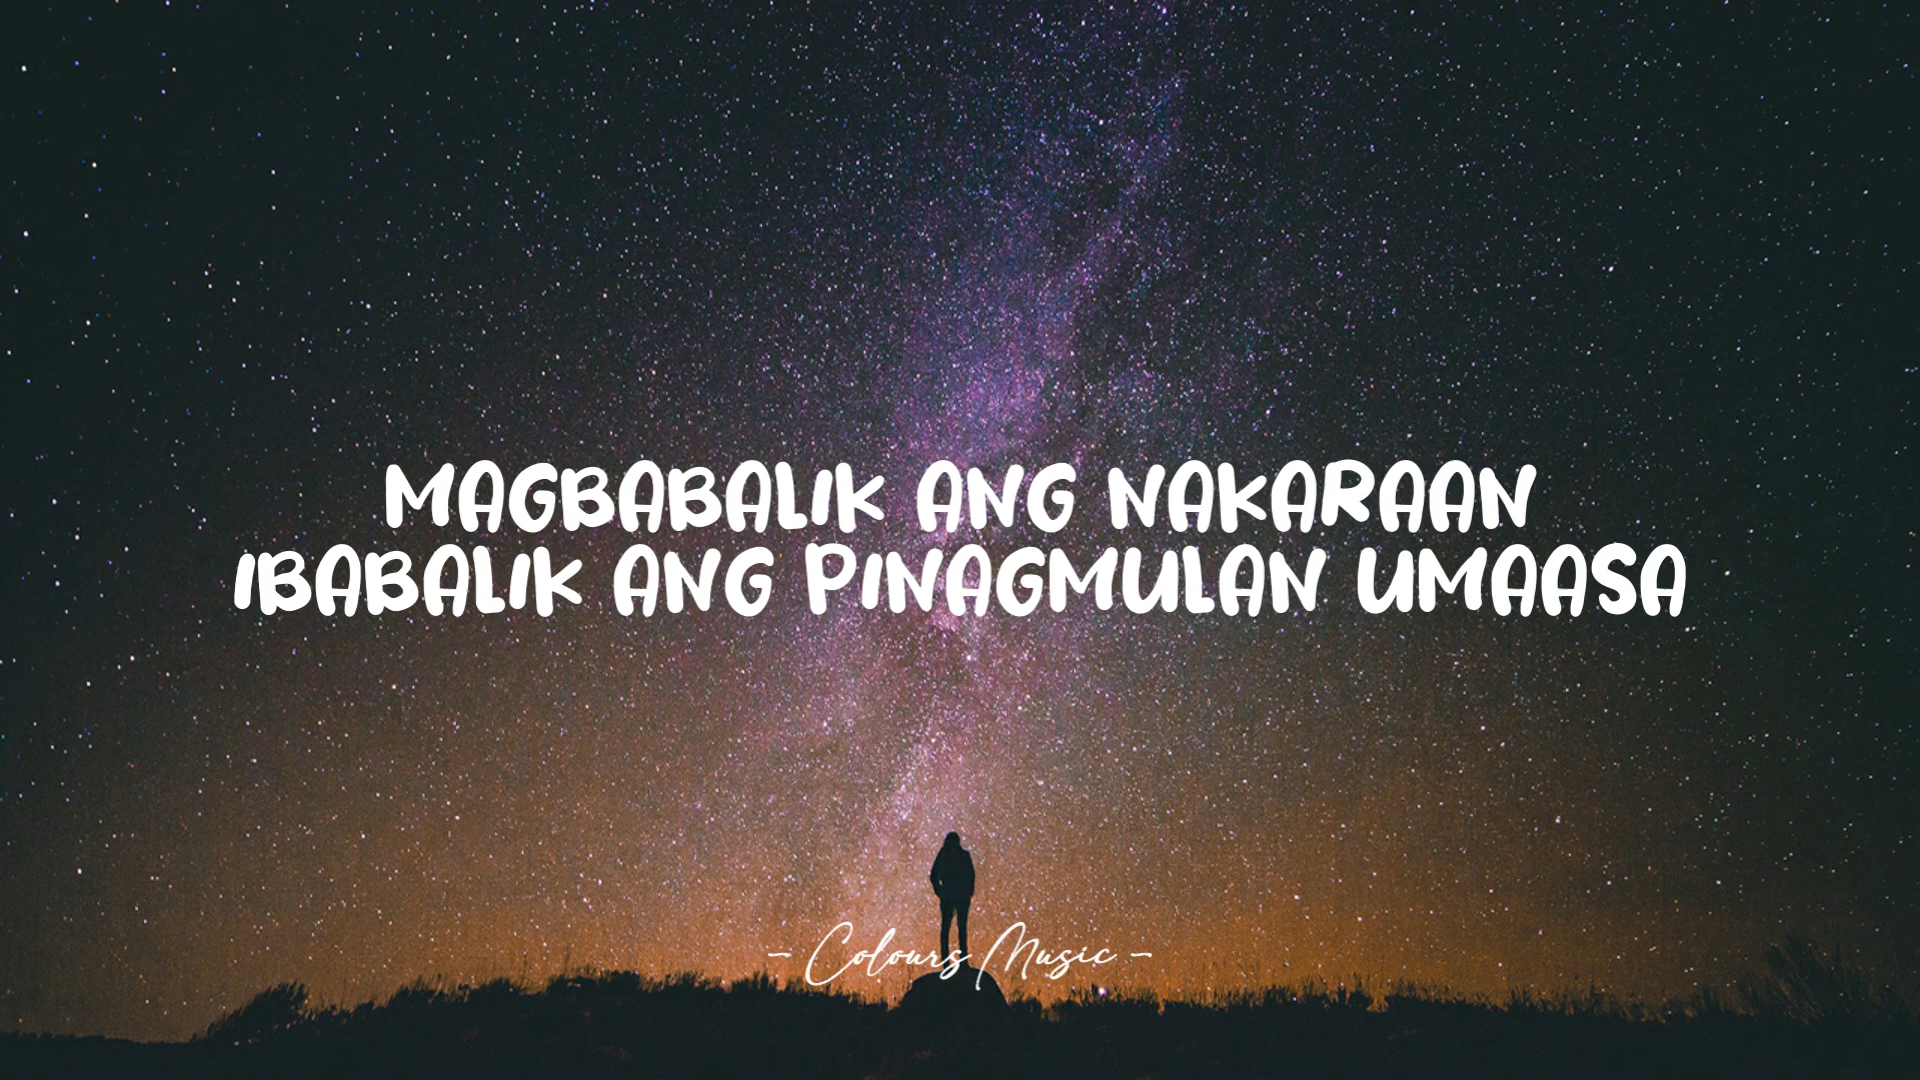 MAGBABALIK ANG NAKARAAN
IBABALIK ANG PINAGMULAN UMAASA
- Colours Music -